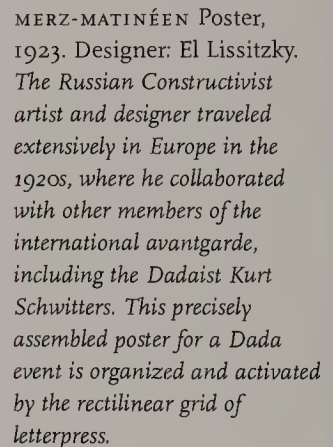 MERZ-MATINÉEN Poster,
1923. Designer: El Lissitzky.
The Russian Constructivist
artist and designer traveled
extensively in Europe in the
1920s, where he collaborated
with other members of the
international avantgarde,
including the Dadaist Kurt
Schwitters. This precisely
assembled poster for a Dada
event is organized and activated
by the rectilinear grid of
letterpress.